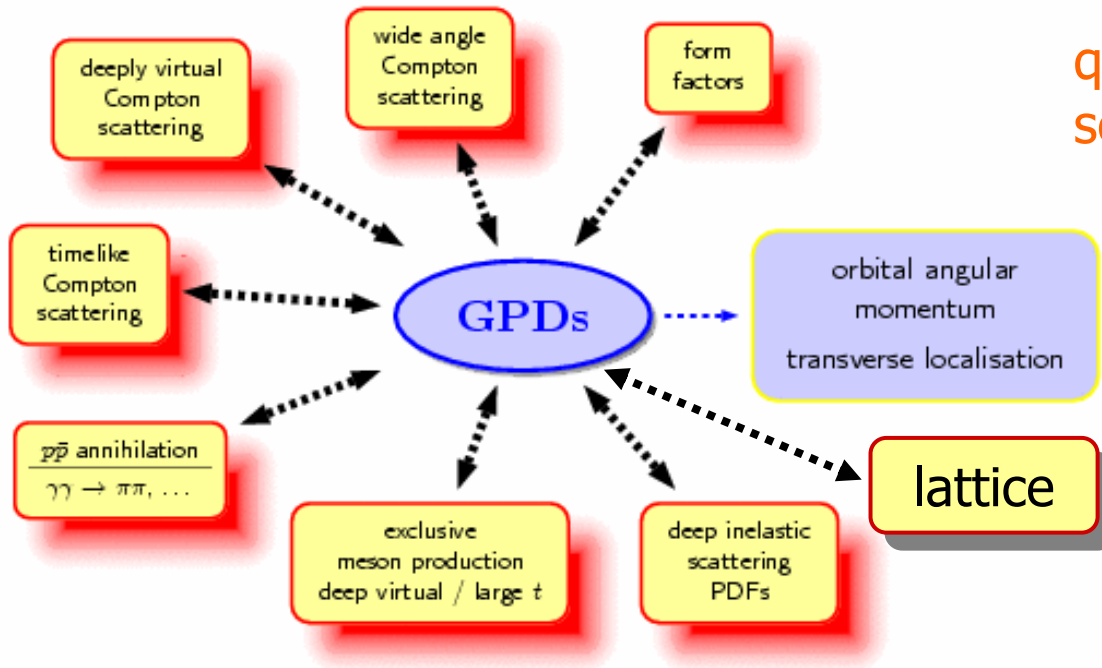 deeply virtual
Compton
scattering
wide angle
Compton
scattering
form
factors
timelike
Compton
scattering
GPDs
orbital angular
momentum
transverse localisation
pp̄ annihilation
γγ → ππ, ...
lattice
exclusive
meson production
deep virtual / large t
deep inelastic
scattering
PDFs